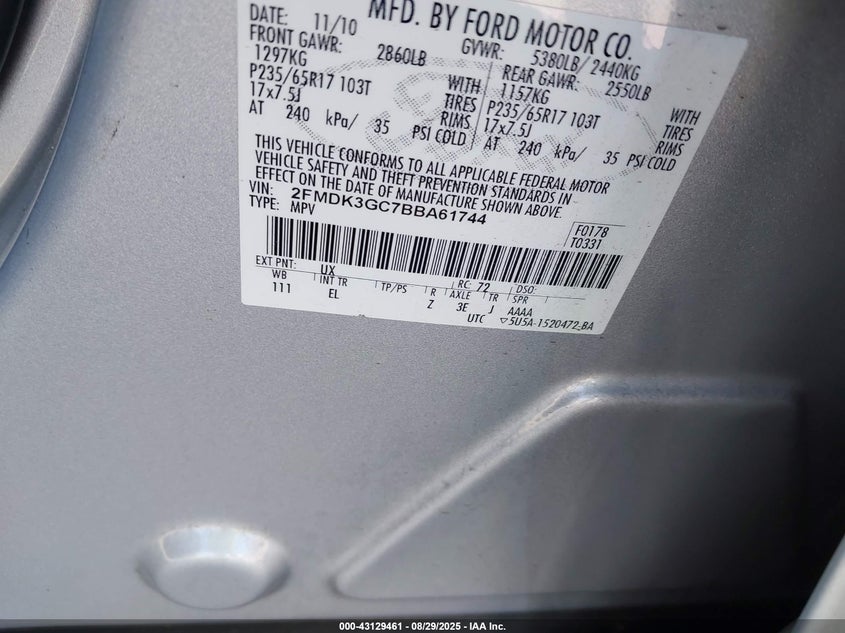 MFD. BY FORD MOTOR CO.
DATE: 11/10 GVWR: 5380LB/2440KG
FRONT GAWR: 2860LB REAR GAWR: 2550LB
1297KG WITH 1157KG WITH
P235/65R17 103T TIRES P235/65R17 103T TIRES
17x7.5J RIMS 17x7.5J RIMS
AT 240 kPa/ 35 PSI COLD AT 240 kPa/ 35 PSI COLD
THIS VEHICLE CONFORMS TO ALL APPLICABLE FEDERAL MOTOR
VEHICLE SAFETY AND THEFT PREVENTION STANDARDS IN
EFFECT ON THE DATE OF MANUFACTURE SHOWN ABOVE.
VIN: 2FMDK3GC7BBA61744
TYPE: MPV
F0178
T0331
EXT PNT: UX RC: 72 DSO:
WB INT TR TP/PS R AXLE TR SPR
111 EL Z 3E J AAAA
UTC 5U5A-1520472-BA
000-43129461 - 08/29/2025 - IAA Inc.